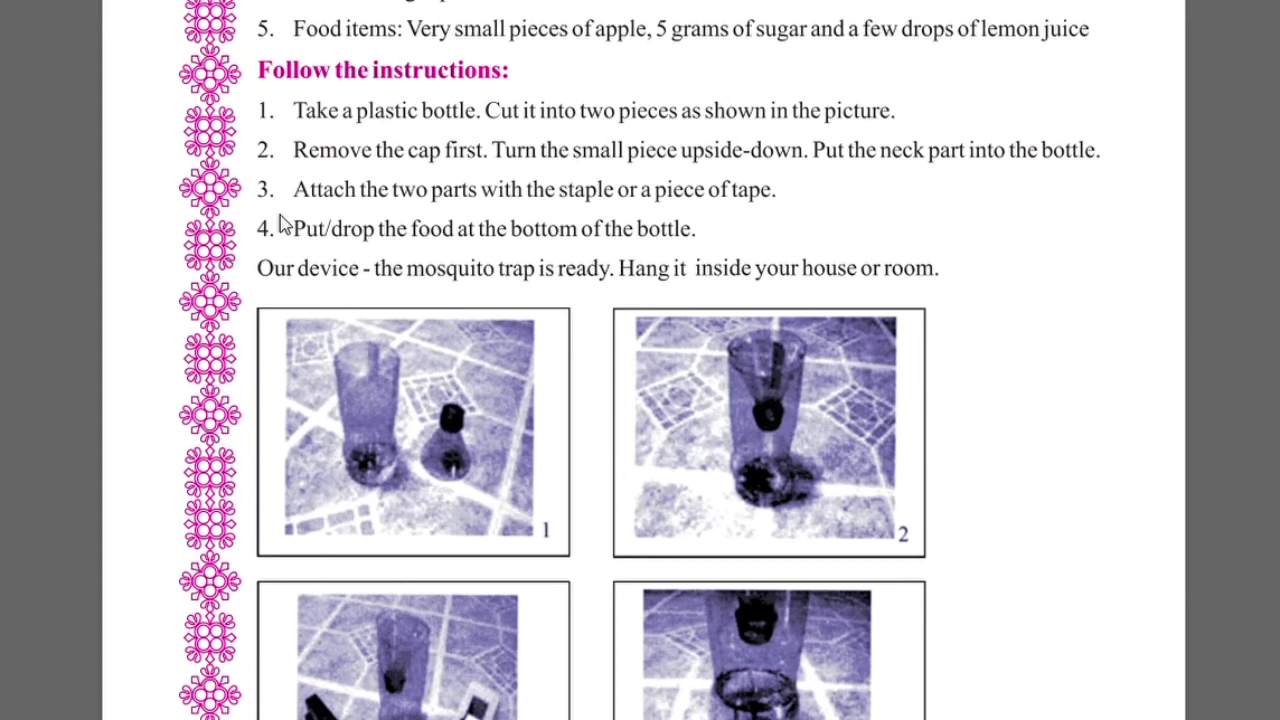 5. Food items: Very small pieces of apple, 5 grams of sugar and a few drops of lemon juice
Follow the instructions:
1. Take a plastic bottle. Cut it into two pieces as shown in the picture.
2. Remove the cap first. Turn the small piece upside-down. Put the neck part into the bottle.
3. Attach the two parts with the staple or a piece of tape.
4. Put/drop the food at the bottom of the bottle.
Our device - the mosquito trap is ready. Hang it inside your house or room.
1
2